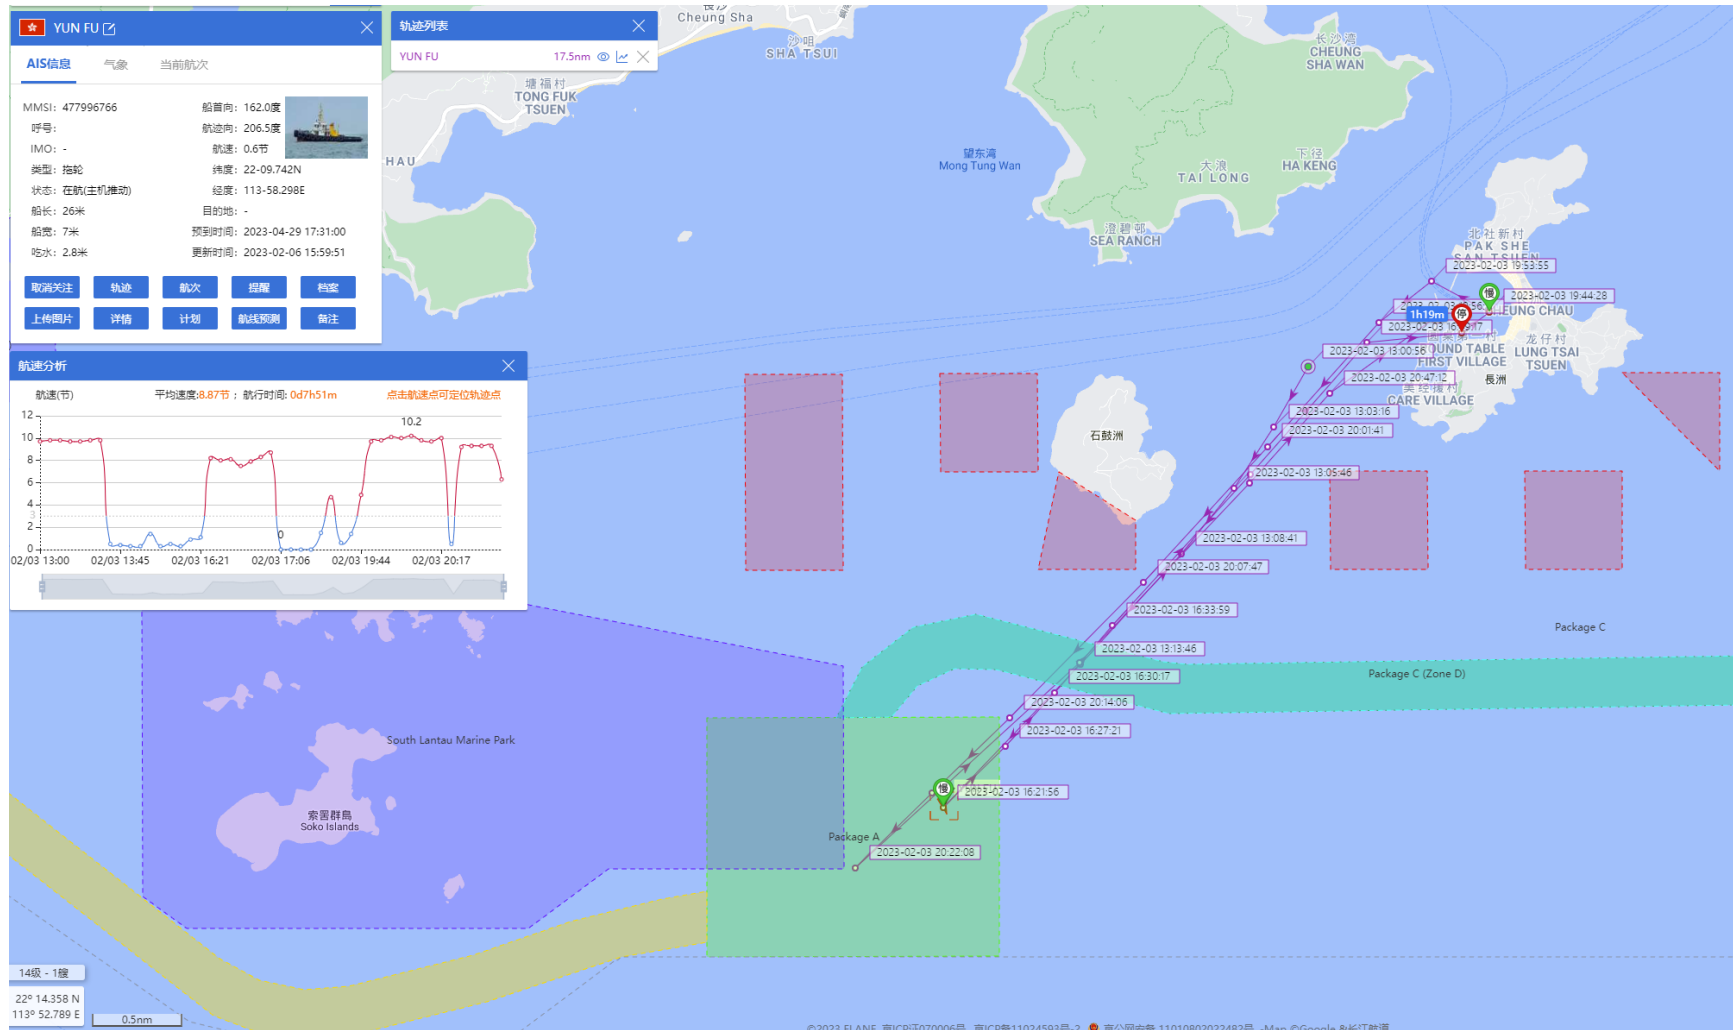 YUN FU
AIS信息
气象
当前航次
MMSI: 477996766
船首向: 162.0度
呼号:
航迹向: 206.5度
IMO: -
航速: 0.6节
类型: 拖轮
纬度: 22-09.742N
状态: 在航(主机推动)
经度: 113-58.298E
船长: 26米
目的地: -
船宽: 7米
预到时间: 2023-04-29 17:31:00
吃水: 2.8米
更新时间: 2023-02-06 15:59:51
取消关注
轨迹
航次
提醒
档案
上传图片
详情
计划
航线预测
备注
轨迹列表
YUN FU
17.5nm
航速分析
航速(节)
平均速度:8.87节 ; 航行时间: 0d7h51m
点击航速点可定位轨迹点
12
10
8
6
4
3
2
0
10.2
0
02/03 13:00
02/03 13:45
02/03 16:21
02/03 17:06
02/03 19:44
02/03 20:17
Cheung Sha
沙咀
SHA TSUI
塘福村
TONG FUK
TSUEN
HAU
长沙湾
CHEUNG
SHA WAN
望东湾
Mong Tung Wan
大浪
TAI LONG
下径
HA KENG
澄碧邨
SEA RANCH
北社新村
PAK SHE
SAN TSUEN
2023-02-03 19:53:55
慢
2023-02-03 19:44:28
1h19m
停
CHEUNG CHAU
2023-02-03 13:00:56
ROUND TABLE
FIRST VILLAGE
龙仔村
LUNG TSAI
TSUEN
長洲
2023-02-03 20:47:12
CARE VILLAGE
2023-02-03 13:03:16
2023-02-03 20:01:41
石鼓洲
2023-02-03 13:05:46
2023-02-03 13:08:41
2023-02-03 20:07:47
2023-02-03 16:33:59
Package C
2023-02-03 13:13:46
2023-02-03 16:30:17
Package C (Zone D)
2023-02-03 20:14:06
2023-02-03 16:27:21
South Lantau Marine Park
慢
2023-02-03 16:21:56
索罟群島
Soko Islands
Package A
2023-02-03 20:22:08
14级 - 1艘
22º 14.358 N
113º 52.789 E
0.5nm